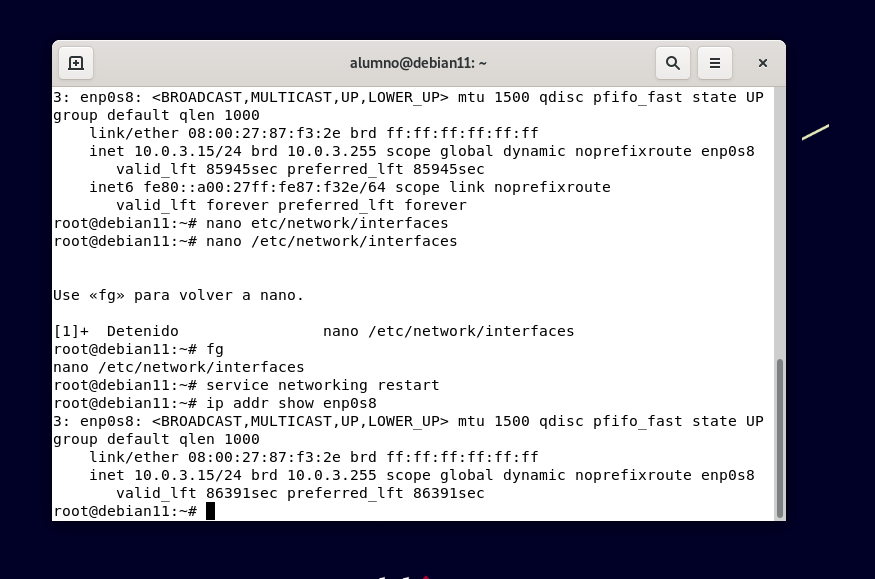 alumno@debian11: ~
3: enp0s8: <BROADCAST,MULTICAST,UP,LOWER_UP> mtu 1500 qdisc pfifo_fast state UP
group default qlen 1000
    link/ether 08:00:27:87:f3:2e brd ff:ff:ff:ff:ff:ff
    inet 10.0.3.15/24 brd 10.0.3.255 scope global dynamic noprefixroute enp0s8
       valid_lft 85945sec preferred_lft 85945sec
    inet6 fe80::a00:27ff:fe87:f32e/64 scope link noprefixroute
       valid_lft forever preferred_lft forever
root@debian11:~# nano etc/network/interfaces
root@debian11:~# nano /etc/network/interfaces
Use «fg» para volver a nano.
[1]+  Detenido                nano /etc/network/interfaces
root@debian11:~# fg
nano /etc/network/interfaces
root@debian11:~# service networking restart
root@debian11:~# ip addr show enp0s8
3: enp0s8: <BROADCAST,MULTICAST,UP,LOWER_UP> mtu 1500 qdisc pfifo_fast state UP
group default qlen 1000
    link/ether 08:00:27:87:f3:2e brd ff:ff:ff:ff:ff:ff
    inet 10.0.3.15/24 brd 10.0.3.255 scope global dynamic noprefixroute enp0s8
       valid_lft 86391sec preferred_lft 86391sec
root@debian11:~#